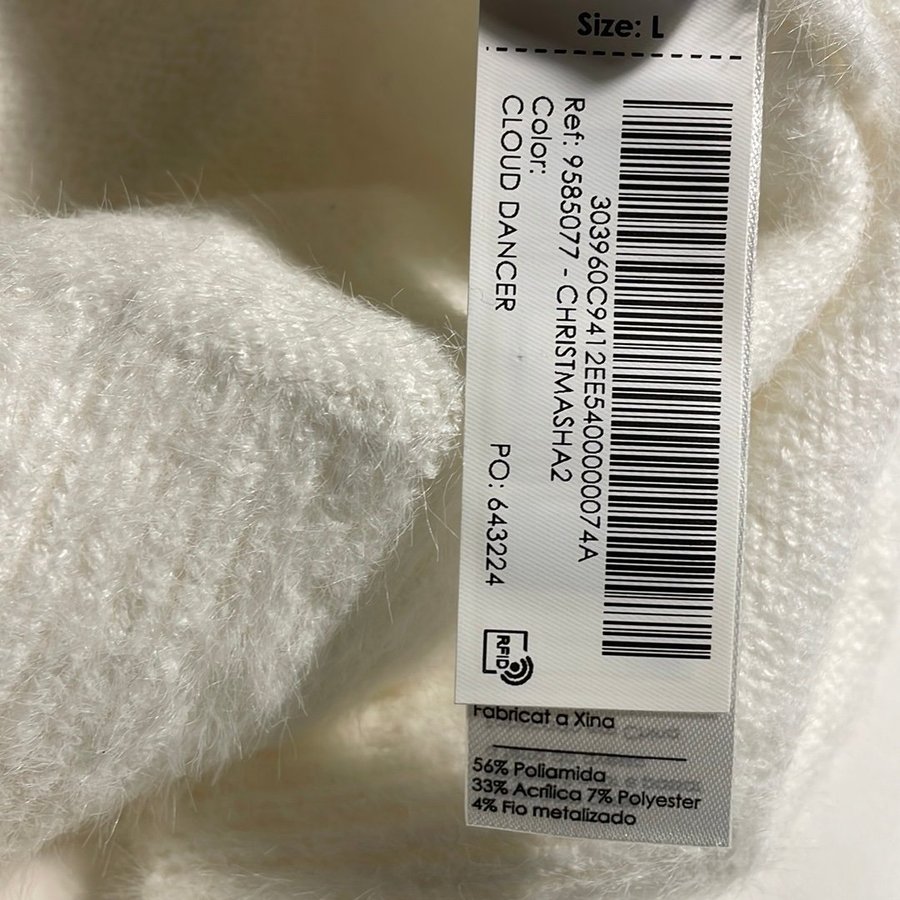 Size: L
303960C9412EE5400000074A
Ref: 9585077 - CHRISTMASHA2
Color:
CLOUD DANCER PO: 643224
RFID
Fabricat a Xina
56% Poliamida
33% Acrílica 7% Polyester
4% Fio metalizado